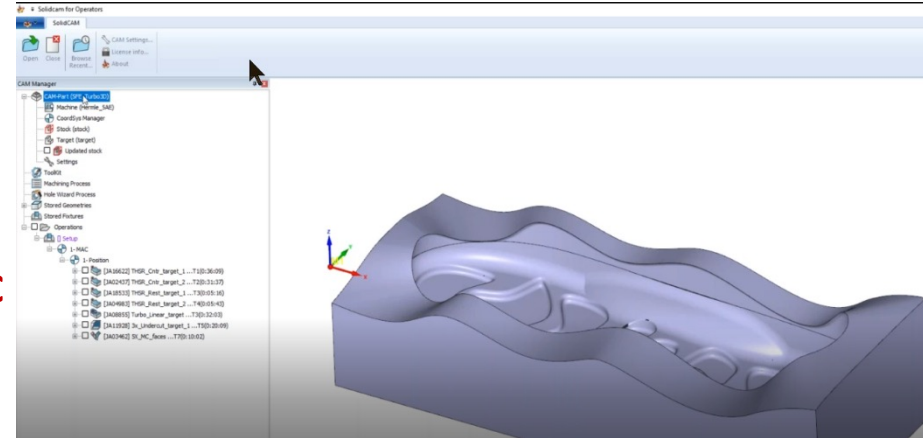 Solidcam for Operators
SolidCAM
Open
Close
Browse Recent...
CAM Settings...
License Info...
About
CAM Manager
CAM-Part (SPE_Turbo3D)
Machine (Hermle_SAE)
CoordSys Manager
Stock (stock)
Target (target)
Updated stock
Settings
ToolKit
Machining Process
Hole Wizard Process
Stored Geometries
Stored Fixtures
Operations
[] Setup
1- MAC
1- Position
[JA16622] THSR_Cntr_target_1 ...T1(0:36:09)
[JA02437] THSR_Cntr_target_2 ...T2(0:31:37)
[JA18533] THSR_Rest_target_1 ...T3(0:05:16)
[JA04983] THSR_Rest_target_2 ...T4(0:05:43)
[JA08855] Turbo_Linear_target ...T3(0:32:03)
[JA11928] 3x_Undercut_target_1 ...T5(0:20:09)
[JA03462] 5X_MC_faces ...T7(0:10:02)
z
y
x